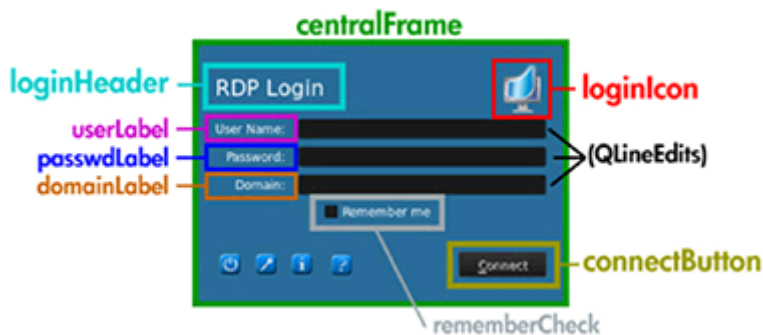 centralFrame
loginHeader
RDP Login
loginIcon
userLabel
User Name:
passwdLabel
Password:
(QLineEdits)
domainLabel
Domain:
Remember me
i
?
Connect
connectButton
rememberCheck